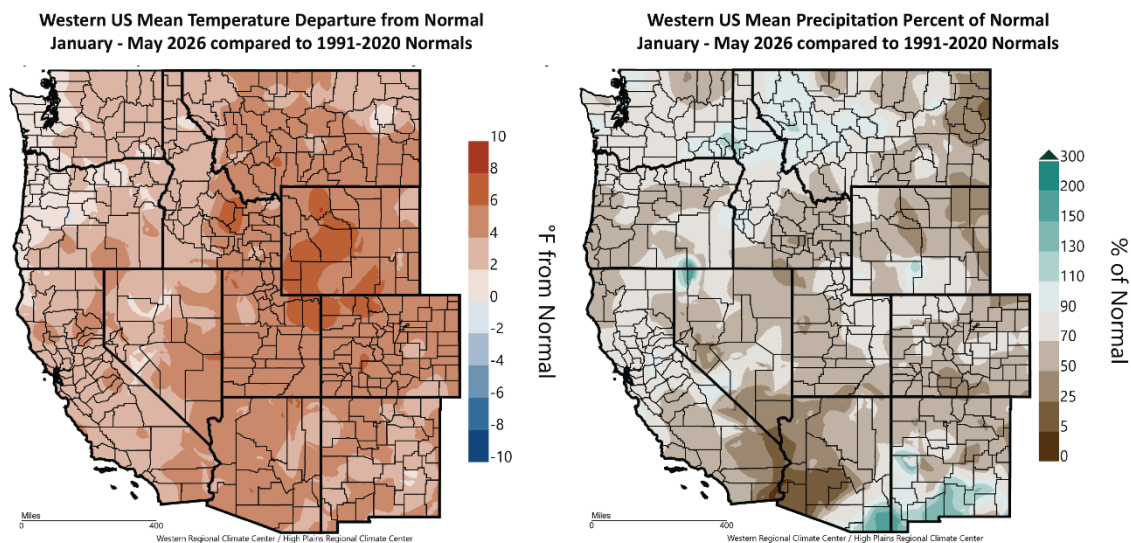 Western US Mean Temperature Departure from Normal
January - May 2026 compared to 1991-2020 Normals
10
8
6
4
2
0
-2
-4
-6
-8
-10
°F from Normal
Miles
0
400
Western Regional Climate Center / High Plains Regional Climate Center
Western US Mean Precipitation Percent of Normal
January - May 2026 compared to 1991-2020 Normals
300
200
150
130
110
90
70
50
25
5
0
% of Normal
Miles
0
400
Western Regional Climate Center / High Plains Regional Climate Center